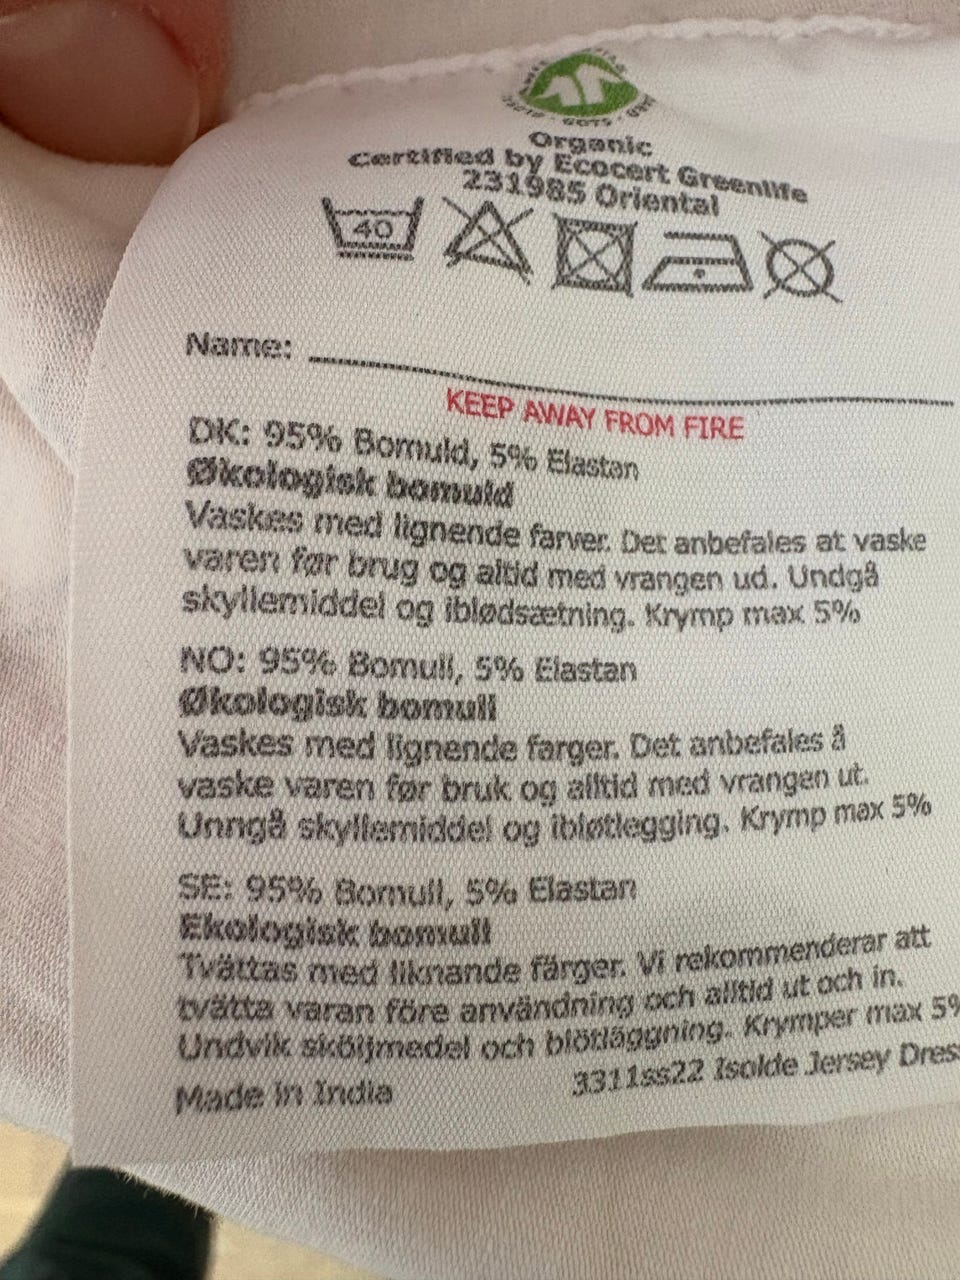 GOTS
Organic
Certified by Ecocert Greenlife
231985 Oriental
40
Name:
KEEP AWAY FROM FIRE
DK: 95% Bomuld, 5% Elastan
Økologisk bomuld
Vaskes med lignende farver. Det anbefales at vaske
varen før brug og altid med vrangen ud. Undgå
skyllemiddel og iblødsætning. Krymp max 5%
NO: 95% Bomull, 5% Elastan
Økologisk bomull
Vaskes med lignende farger. Det anbefales å
vaske varen før bruk og alltid med vrangen ut.
Unngå skyllemiddel og ibløtlegging. Krymp max 5%
SE: 95% Bomull, 5% Elastan
Ekologisk bomull
Tvättas med liknande färger. Vi rekommenderar att
tvätta varan före användning och alltid ut och in.
Undvik sköljmedel och blötläggning. Krymper max 5%
3311ss22 Isolde Jersey Dress
Made in India